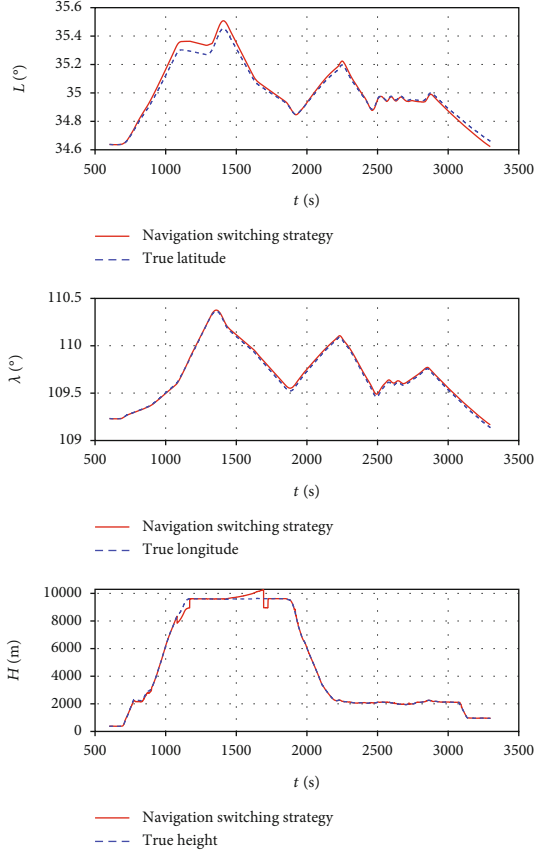 35.6
35.4
35.2
35
34.8
34.6
L (°)
500 1000 1500 2000 2500 3000 3500
t (s)
Navigation switching strategy
True latitude
110.5
110
109.5
109
λ (°)
500 1000 1500 2000 2500 3000 3500
t (s)
Navigation switching strategy
True longitude
10000
8000
6000
4000
2000
0
H (m)
500 1000 1500 2000 2500 3000 3500
t (s)
Navigation switching strategy
True height